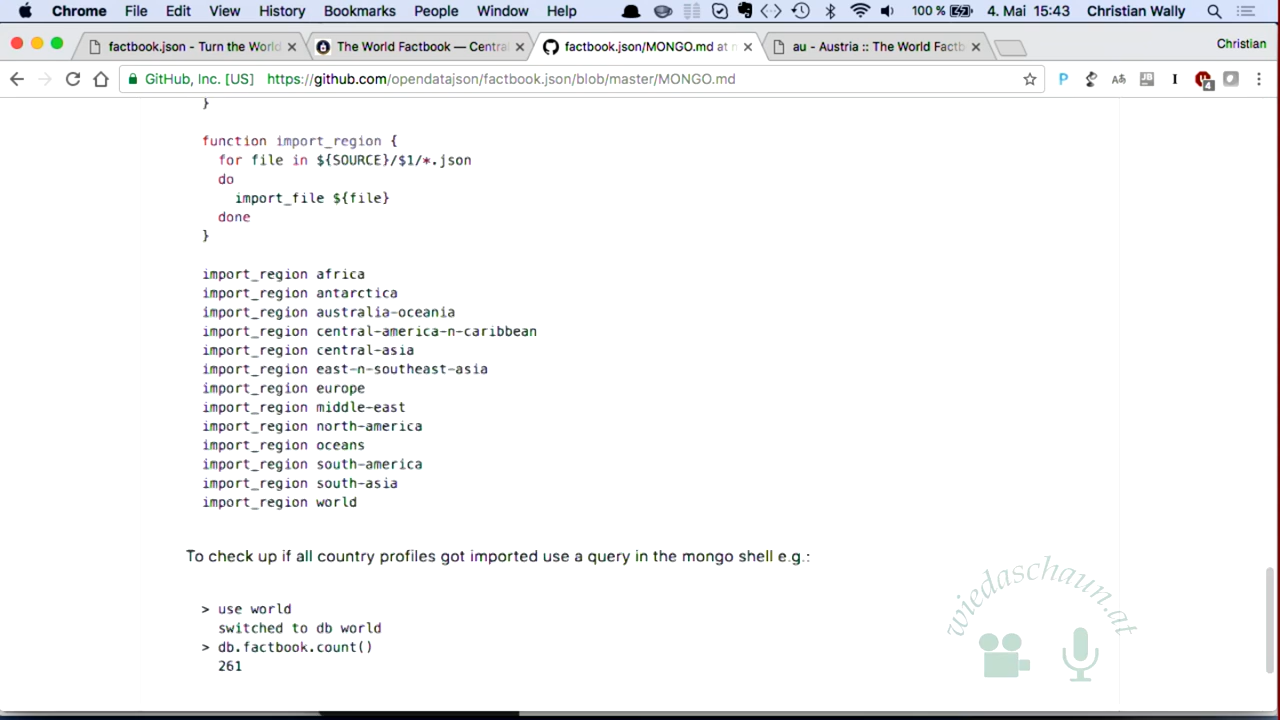 Chrome File Edit View History Bookmarks People Window Help 100 % 4. Mai 15:43 Christian Wally
factbook.json - Turn the World The World Factbook — Central factbook.json/MONGO.md at m au - Austria :: The World Factb Christian
GitHub, Inc. [US] https://github.com/opendatajson/factbook.json/blob/master/MONGO.md
}
function import_region {
for file in ${SOURCE}/$1/*.json
do
import_file ${file}
done
}
import_region africa
import_region antarctica
import_region australia-oceania
import_region central-america-n-caribbean
import_region central-asia
import_region east-n-southeast-asia
import_region europe
import_region middle-east
import_region north-america
import_region oceans
import_region south-america
import_region south-asia
import_region world
To check up if all country profiles got imported use a query in the mongo shell e.g.:
> use world
switched to db world
> db.factbook.count()
261
wiedaschaun.at